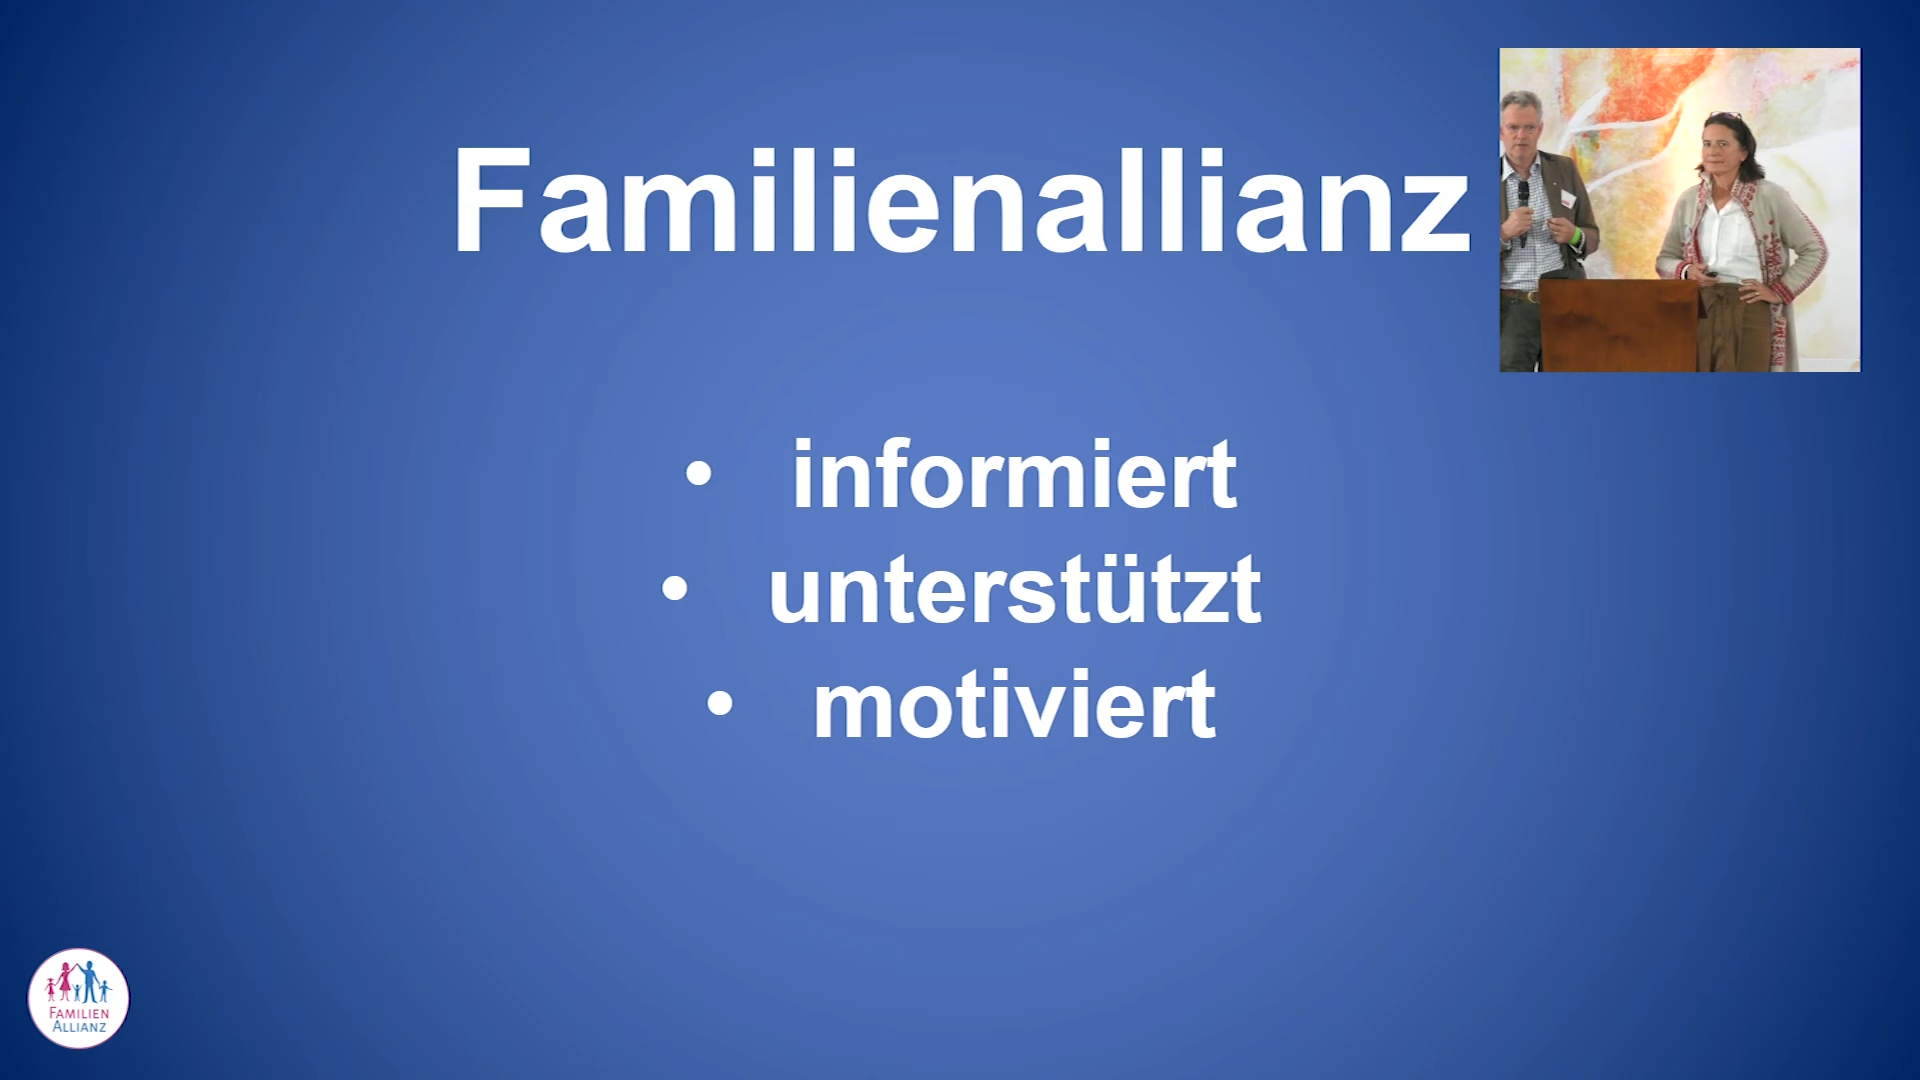 Familienallianz
• informiert
• unterstützt
• motiviert
FAMILIEN
ALLIANZ